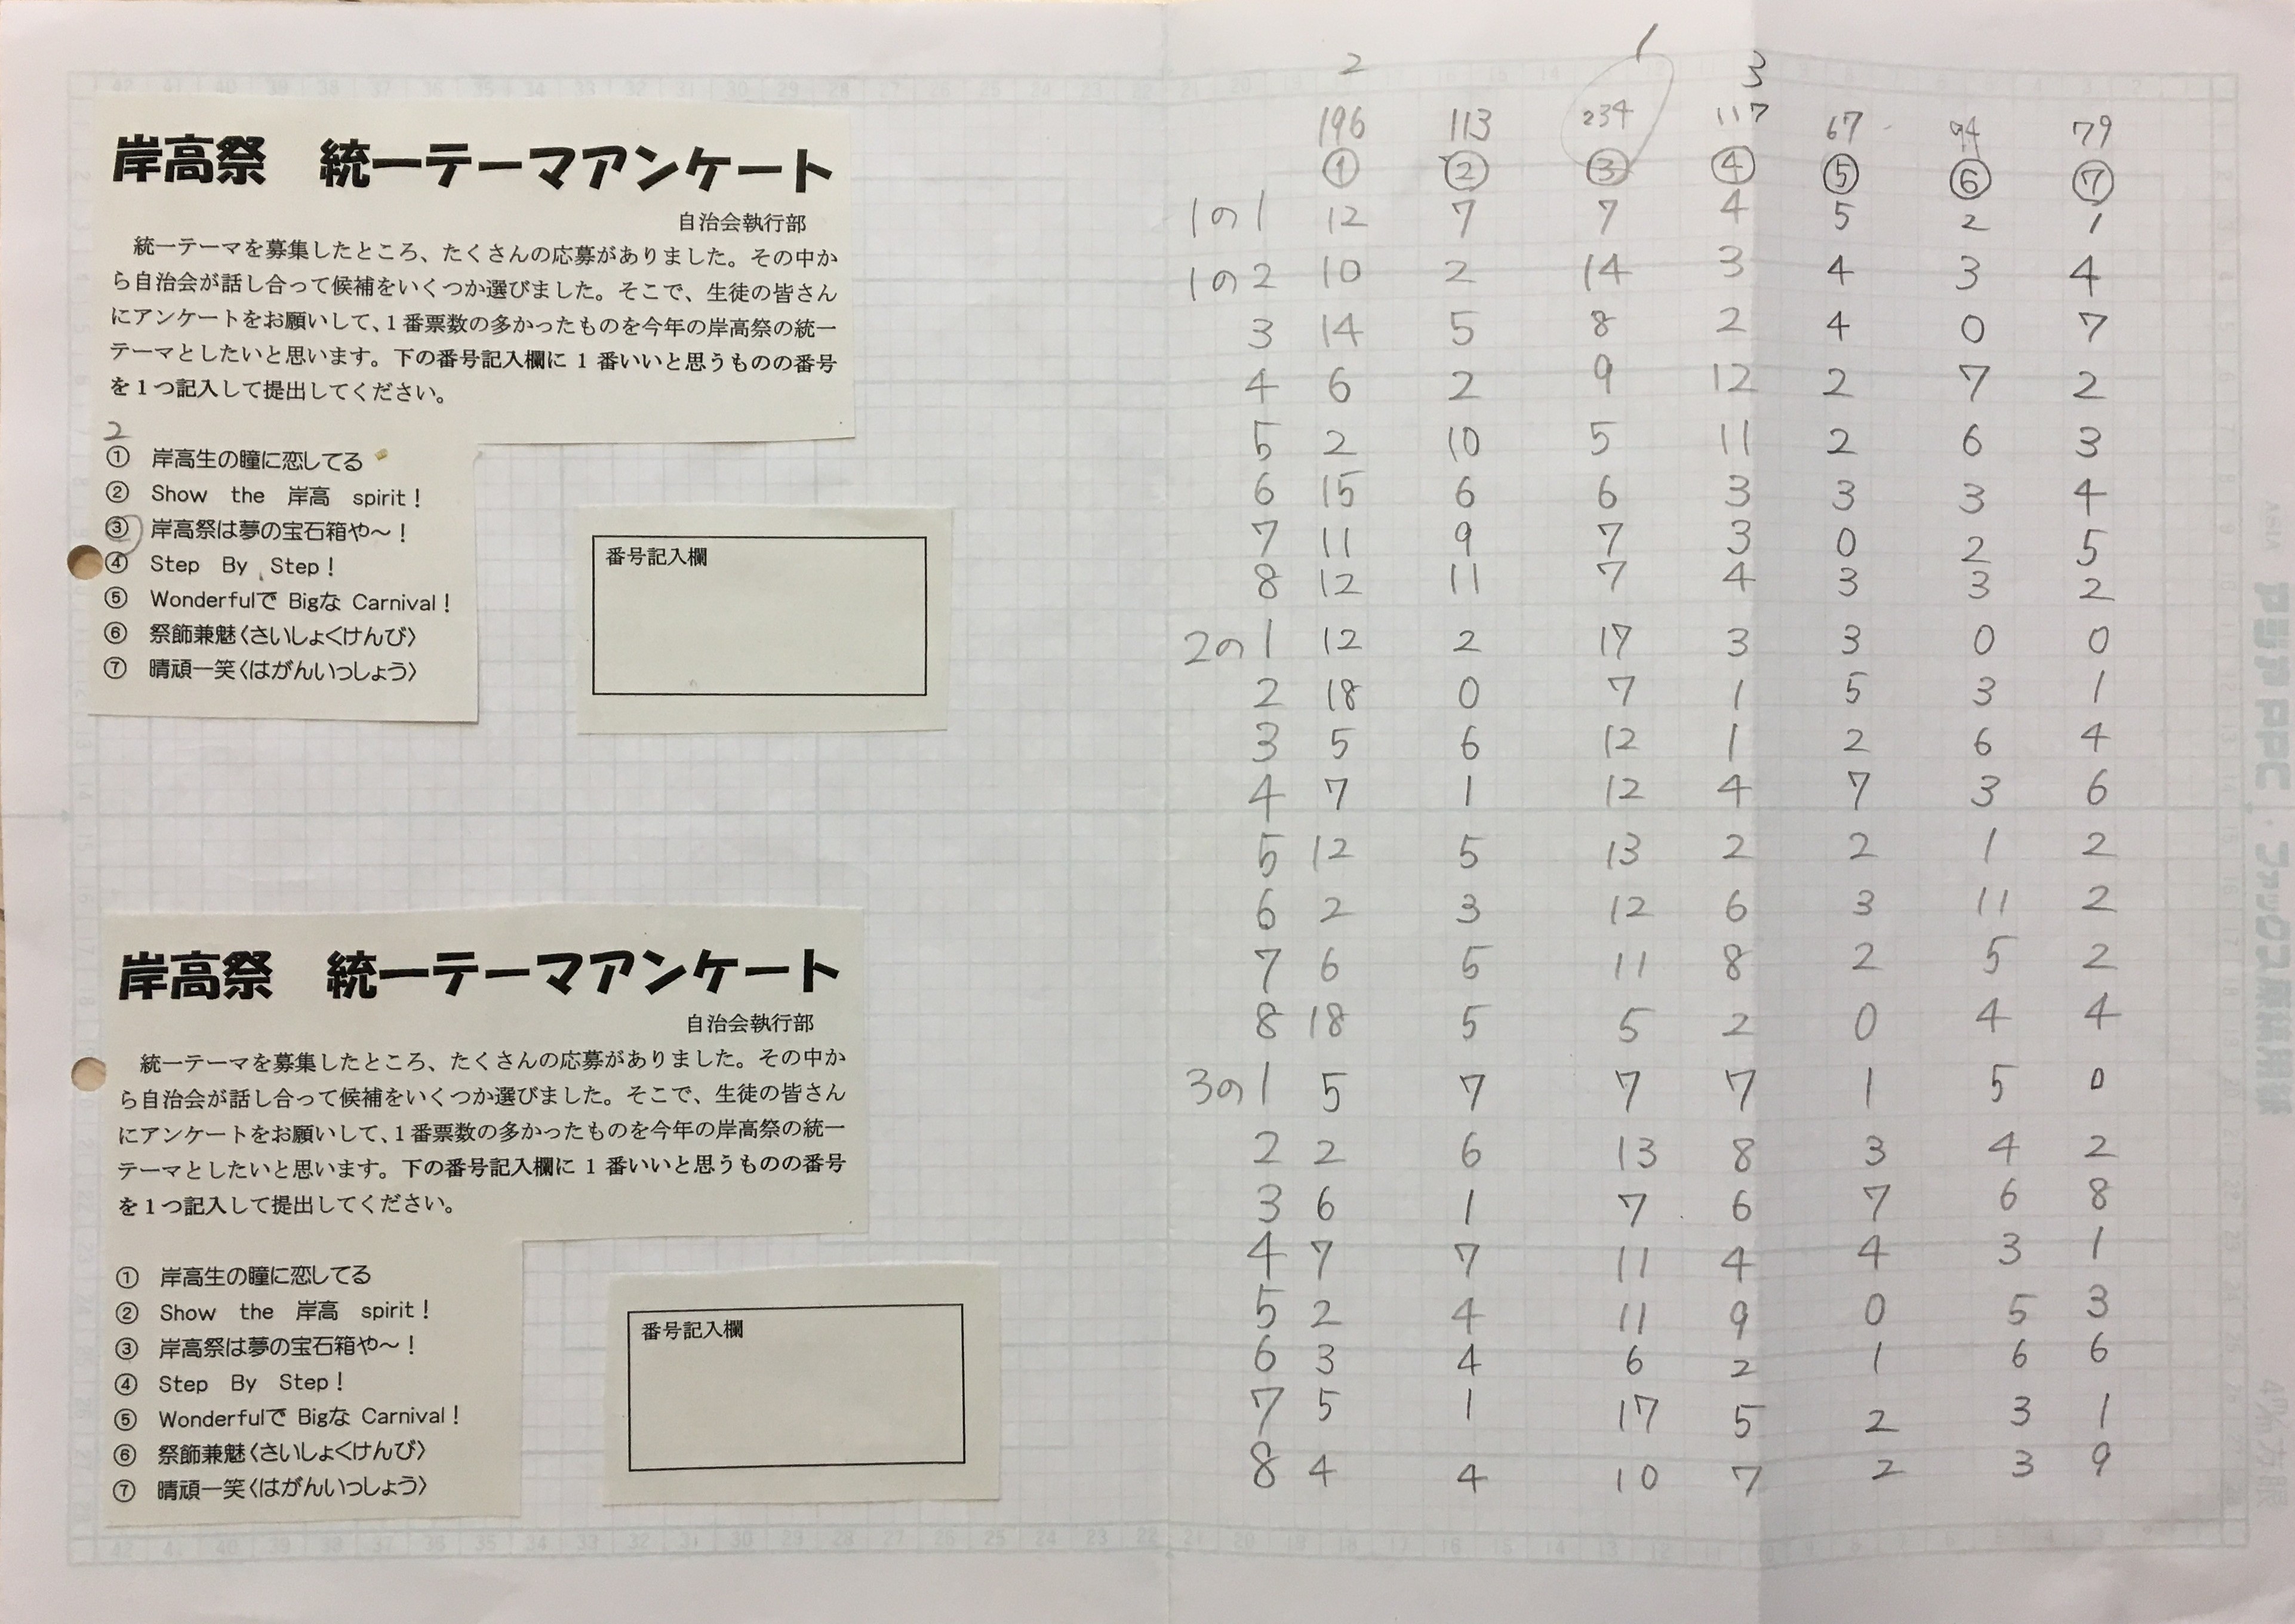 岸高祭　統一テーマアンケート
自治会執行部
統一テーマを募集したところ、たくさんの応募がありました。その中か
ら自治会が話し合って候補をいくつか選びました。そこで、生徒の皆さん
にアンケートをお願いして、1番票数の多かったものを今年の岸高祭の統一
テーマとしたいと思います。下の番号記入欄に1番いいと思うものの番号
を1つ記入して提出してください。
2
① 岸高生の瞳に恋してる
② Show the 岸高 spirit！
③ 岸高祭は夢の宝石箱や～！
④ Step By Step！
⑤ Wonderfulで Bigな Carnival！
⑥ 祭飾兼魅〈さいしょくけんび〉
⑦ 晴頑一笑〈はがんいっしょう〉
番号記入欄
岸高祭　統一テーマアンケート
自治会執行部
統一テーマを募集したところ、たくさんの応募がありました。その中か
ら自治会が話し合って候補をいくつか選びました。そこで、生徒の皆さん
にアンケートをお願いして、1番票数の多かったものを今年の岸高祭の統一
テーマとしたいと思います。下の番号記入欄に1番いいと思うものの番号
を1つ記入して提出してください。
① 岸高生の瞳に恋してる
② Show the 岸高 spirit！
③ 岸高祭は夢の宝石箱や～！
④ Step By Step！
⑤ Wonderfulで Bigな Carnival！
⑥ 祭飾兼魅〈さいしょくけんび〉
⑦ 晴頑一笑〈はがんいっしょう〉
番号記入欄
2 1 3
196 113 234 117 67 94 79
① ② ③ ④ ⑤ ⑥ ⑦
1の1 12 7 7 4 5 2 1
1の2 10 2 14 3 4 3 4
3 14 5 8 2 4 0 7
4 6 2 9 12 2 7 2
5 2 10 5 11 2 6 3
6 15 6 6 3 3 3 4
7 11 9 7 3 0 2 5
8 12 11 7 4 3 3 2
2の1 12 2 17 3 3 0 0
2 18 0 7 1 5 3 1
3 5 6 12 1 2 6 4
4 7 1 12 4 7 3 6
5 12 5 13 2 2 1 2
6 2 3 12 6 3 11 2
7 6 5 11 8 2 5 2
8 18 5 5 2 0 4 4
3の1 5 7 7 7 1 5 0
2 2 6 13 8 3 4 2
3 6 1 7 6 7 6 8
4 7 7 11 4 4 3 1
5 2 4 11 9 0 5 3
6 3 4 6 2 1 6 6
7 5 1 17 5 2 3 1
8 4 4 10 7 2 3 9